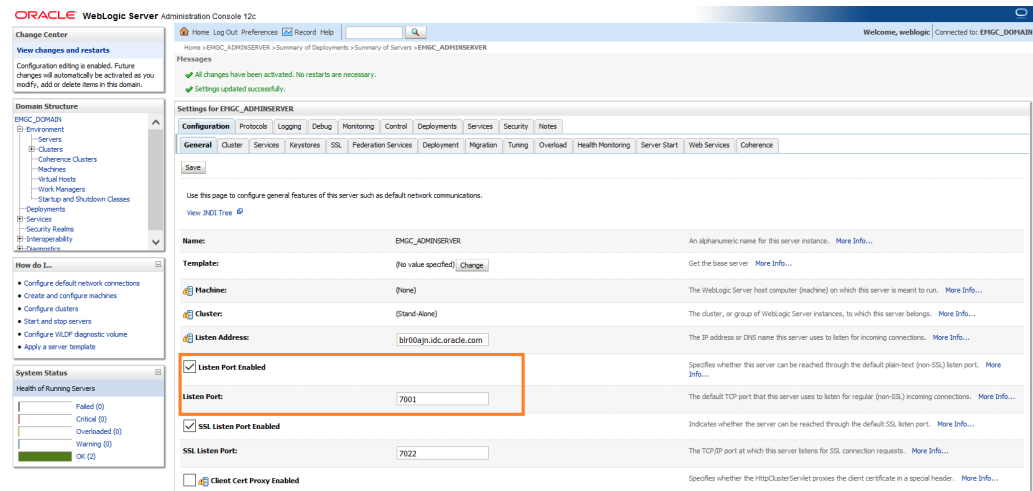 ORACLE WebLogic Server Administration Console 12c
Change Center
View changes and restarts
Configuration editing is enabled. Future
changes will automatically be activated as you
modify, add or delete items in this domain.
Domain Structure
EMGC_DOMAIN
Environment
Servers
Clusters
Coherence Clusters
Machines
Virtual Hosts
Work Managers
Startup and Shutdown Classes
Deployments
Services
Security Realms
Interoperability
Diagnostics
How do I...
Configure default network connections
Create and configure machines
Configure clusters
Start and stop servers
Configure WLDF diagnostic volume
Apply a server template
System Status
Health of Running Servers
Failed (0)
Critical (0)
Overloaded (0)
Warning (0)
OK (2)
Home Log Out Preferences Record Help
Welcome, weblogic Connected to: EMGC_DOMAIN
Home >EMGC_ADMINSERVER >Summary of Deployments >Summary of Servers >EMGC_ADMINSERVER
Messages
All changes have been activated. No restarts are necessary.
Settings updated successfully.
Settings for EMGC_ADMINSERVER
Configuration Protocols Logging Debug Monitoring Control Deployments Services Security Notes
General Cluster Services Keystores SSL Federation Services Deployment Migration Tuning Overload Health Monitoring Server Start Web Services Coherence
Save
Use this page to configure general features of this server such as default network communications.
View JNDI Tree
Name: EMGC_ADMINSERVER An alphanumeric name for this server instance. More Info...
Template: (No value specified) Change Get the base server More Info...
Machine: (None) The WebLogic Server host computer (machine) on which this server is meant to run. More Info...
Cluster: (Stand-Alone) The cluster, or group of WebLogic Server instances, to which this server belongs. More Info...
Listen Address: blr00ajn.idc.oracle.com The IP address or DNS name this server uses to listen for incoming connections. More Info...
Listen Port Enabled Specifies whether this server can be reached through the default plain-text (non-SSL) listen port. More
Info...
Listen Port: 7001 The default TCP port that this server uses to listen for regular (non-SSL) incoming connections. More Info...
SSL Listen Port Enabled Indicates whether the server can be reached through the default SSL listen port. More Info...
SSL Listen Port: 7022 The TCP/IP port at which this server listens for SSL connection requests. More Info...
Client Cert Proxy Enabled Specifies whether the HttpClusterServlet proxies the client certificate in a special header. More Info...